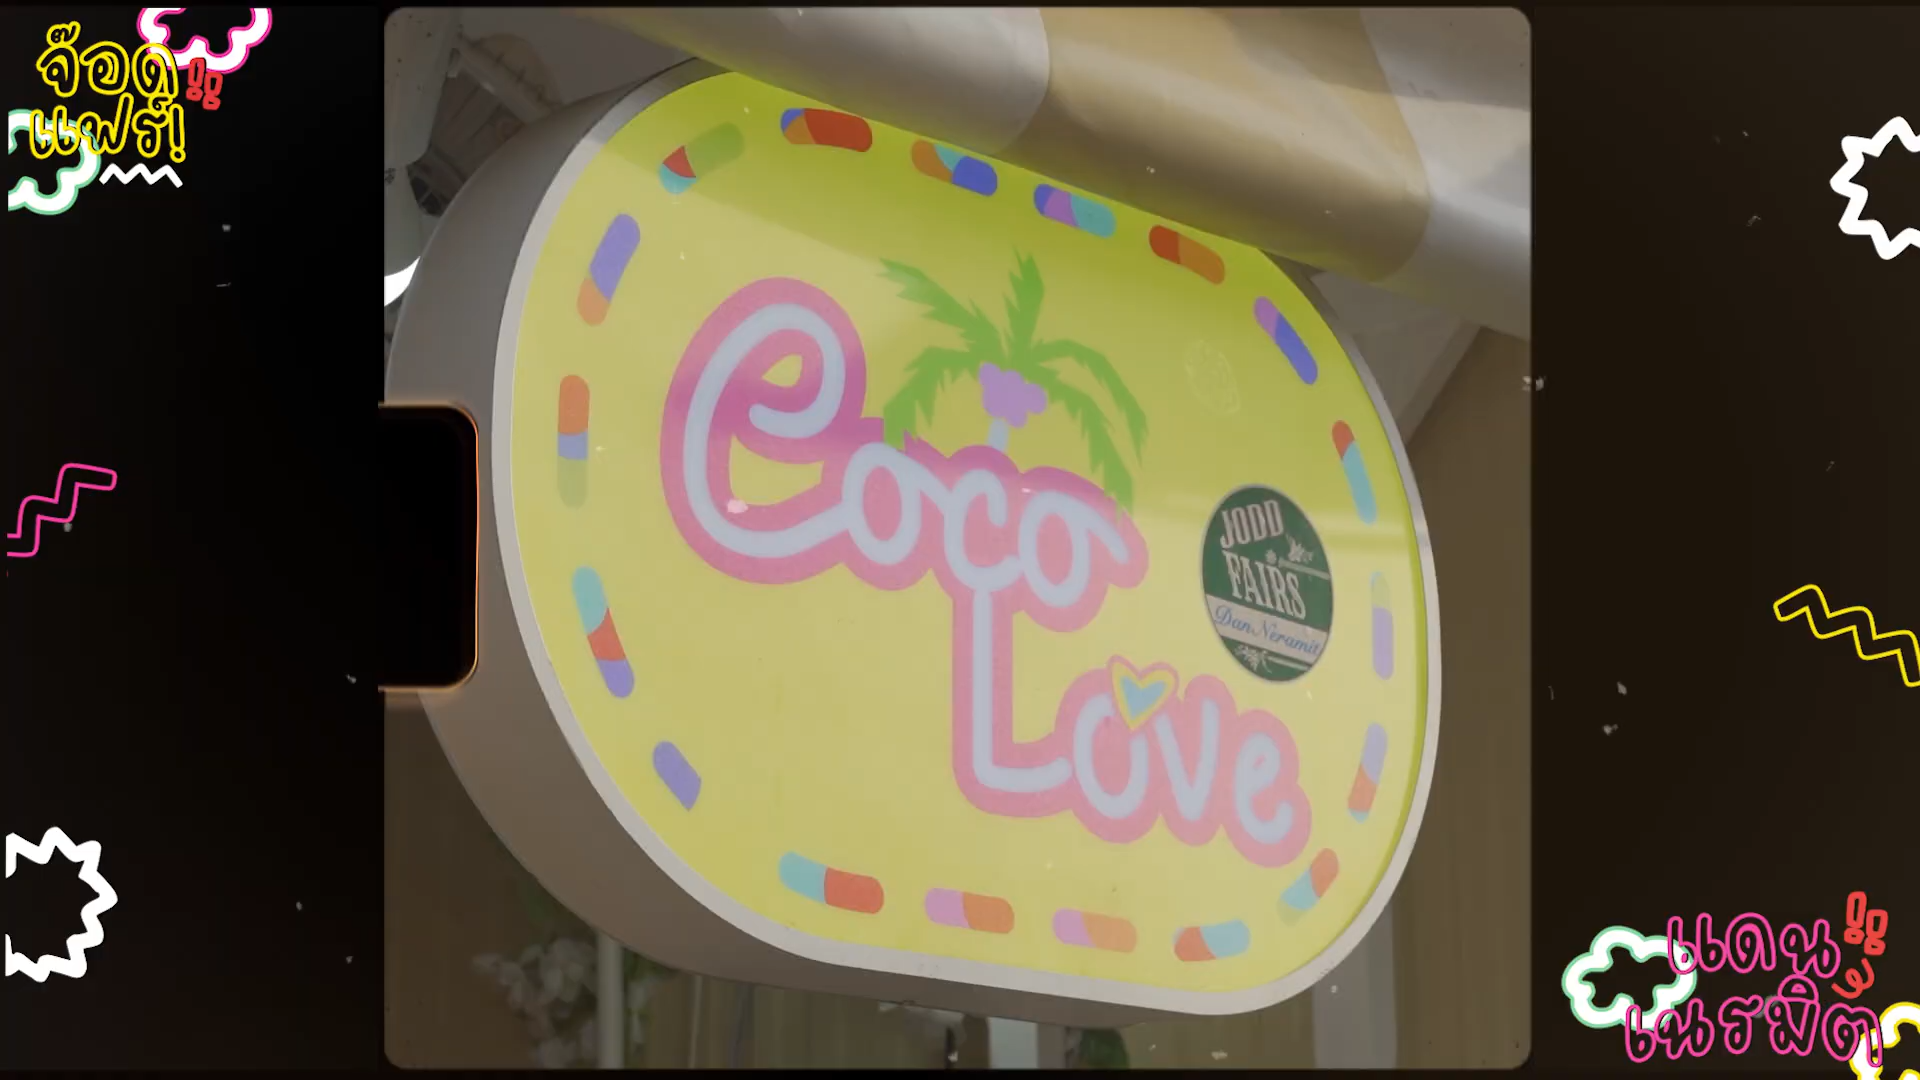 จ๊อด!!
แฟร์!
Coco
Love
JODD
FAIRS
Dan Neramit
แดน!!
เนรมิต